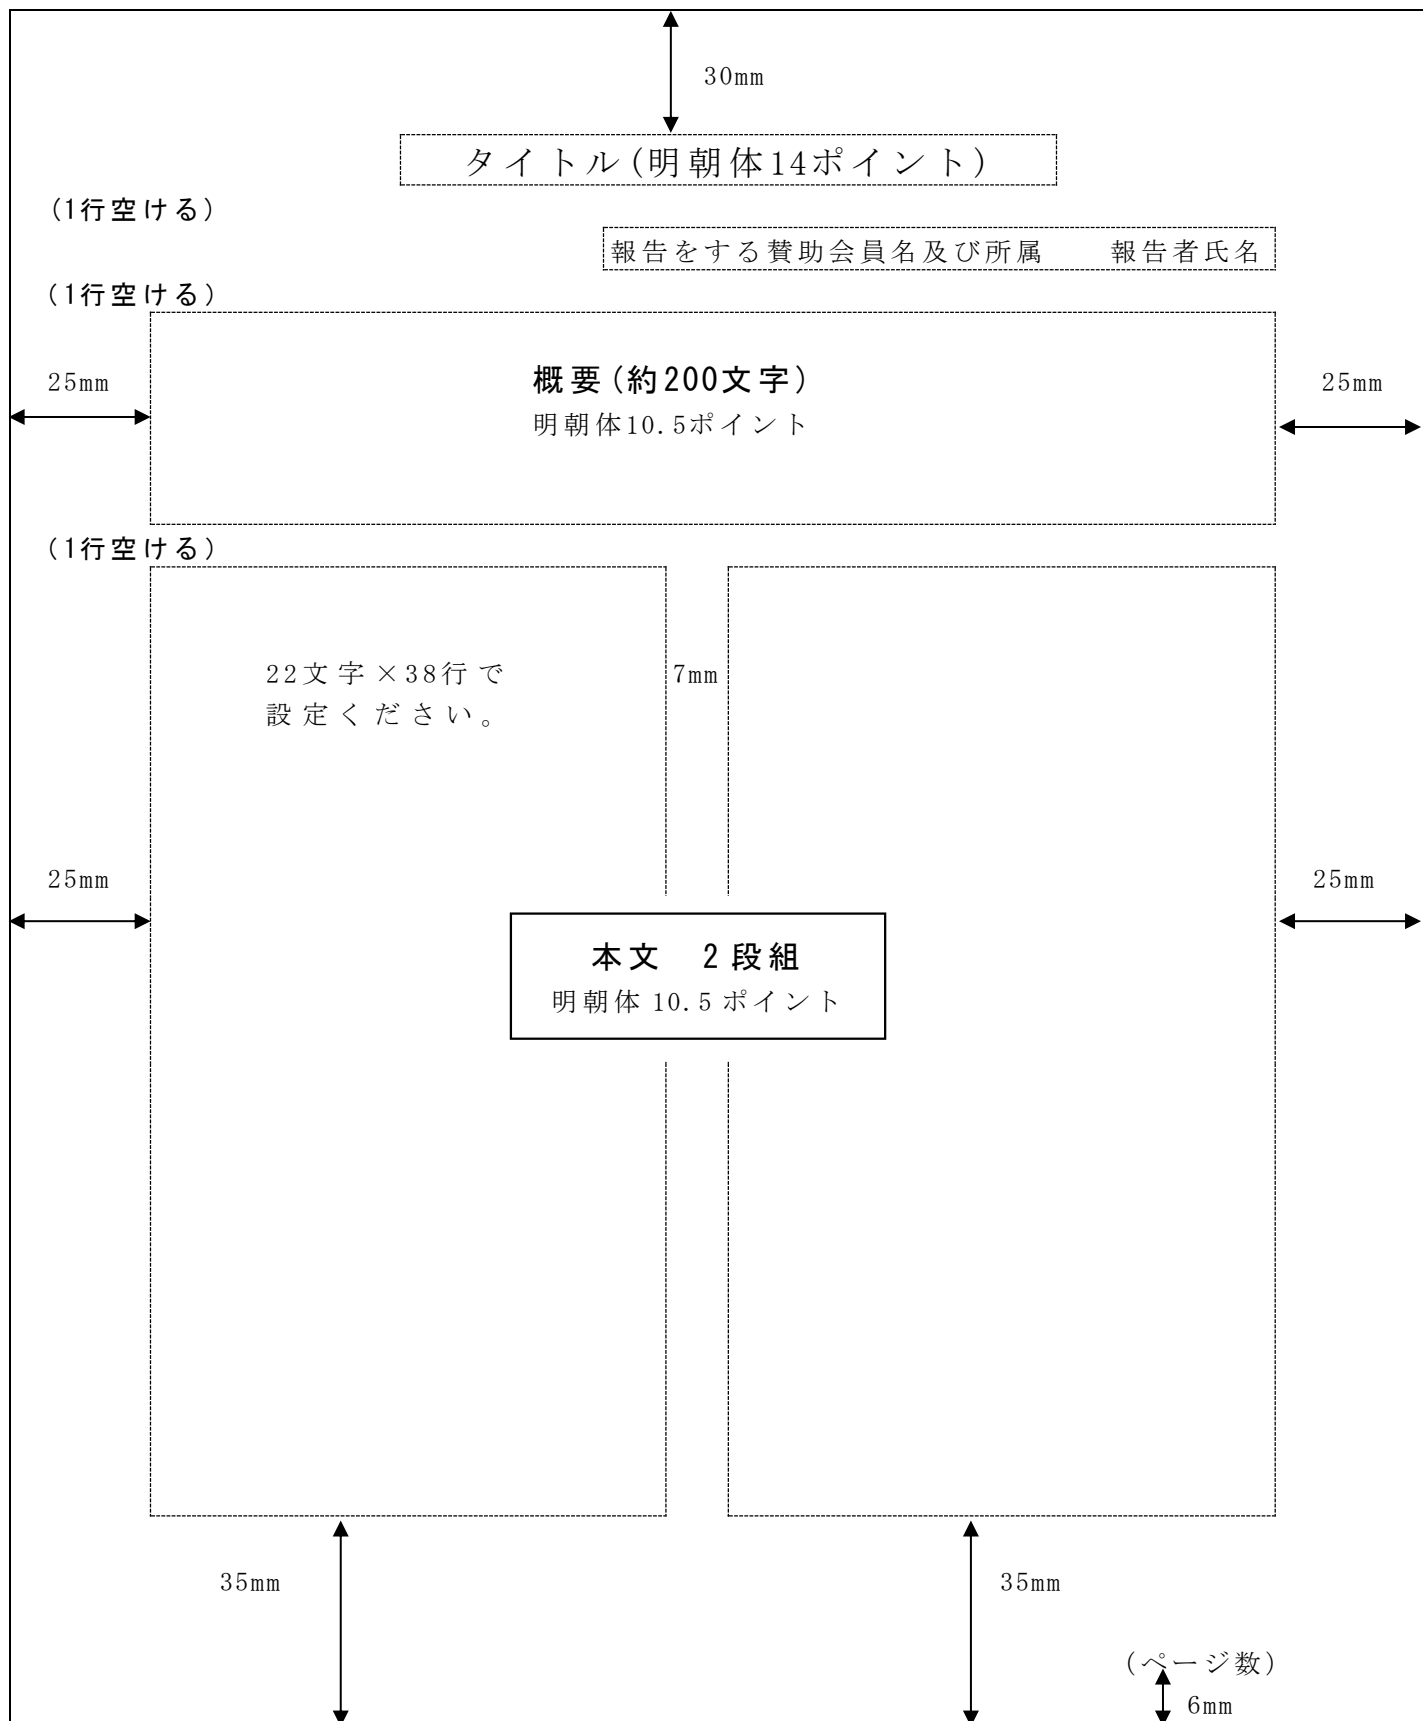 30mm
タイトル(明朝体14ポイント)
(1行空ける)
報告をする賛助会員名及び所属　　報告者氏名
(1行空ける)
25mm
概要(約200文字)
明朝体10.5ポイント
25mm
(1行空ける)
22文字×38行で
設定ください。
7mm
25mm
25mm
本文　2段組
明朝体 10.5 ポイント
35mm
35mm
(ページ数)
6mm